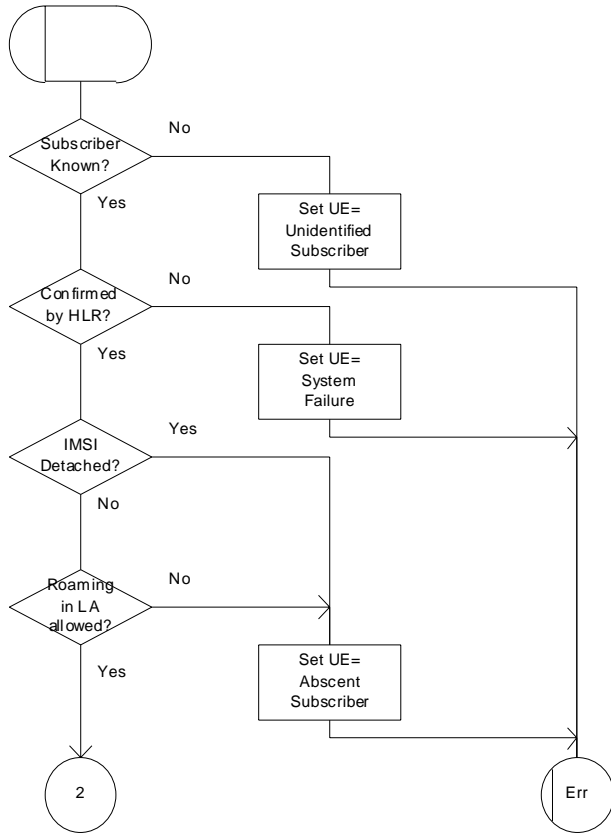 No
Subscriber
Known?
Yes
Set UE=
Unidentified
Subscriber
No
Confirmed
by HLR?
Yes
Set UE=
System
Failure
Yes
IMSI
Detached?
No
No
Roaming
in LA
allowed?
Yes
Set UE=
Abscent
Subscriber
2
Err